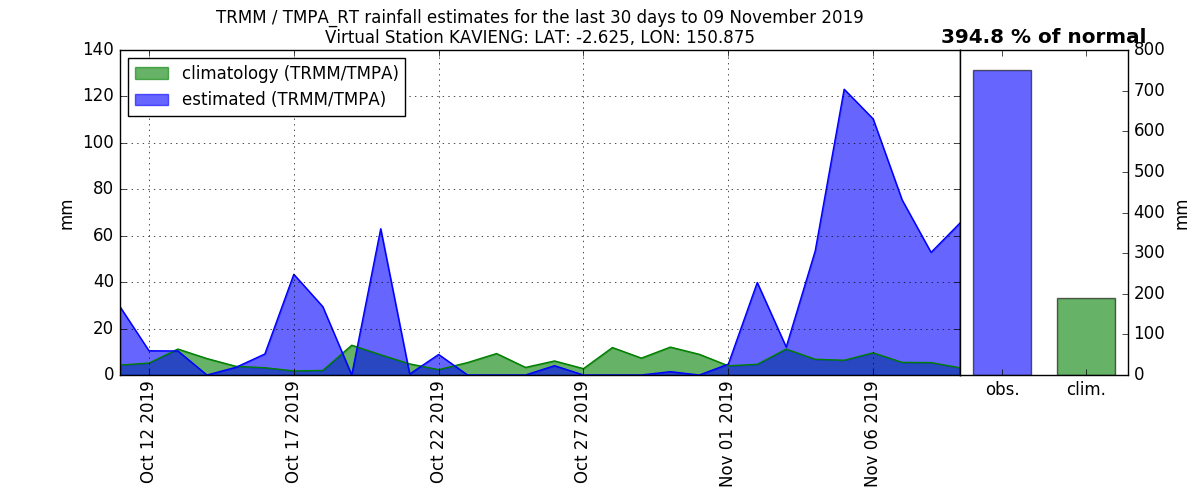 TRMM / TMPA_RT rainfall estimates for the last 30 days to 09 November 2019
Virtual Station KAVIENG: LAT: -2.625, LON: 150.875
394.8 % of normal
climatology (TRMM/TMPA)
estimated (TRMM/TMPA)
mm
140
120
100
80
60
40
20
0
Oct 12 2019
Oct 17 2019
Oct 22 2019
Oct 27 2019
Nov 01 2019
Nov 06 2019
800
700
600
500
400
300
200
100
0
mm
obs.
clim.